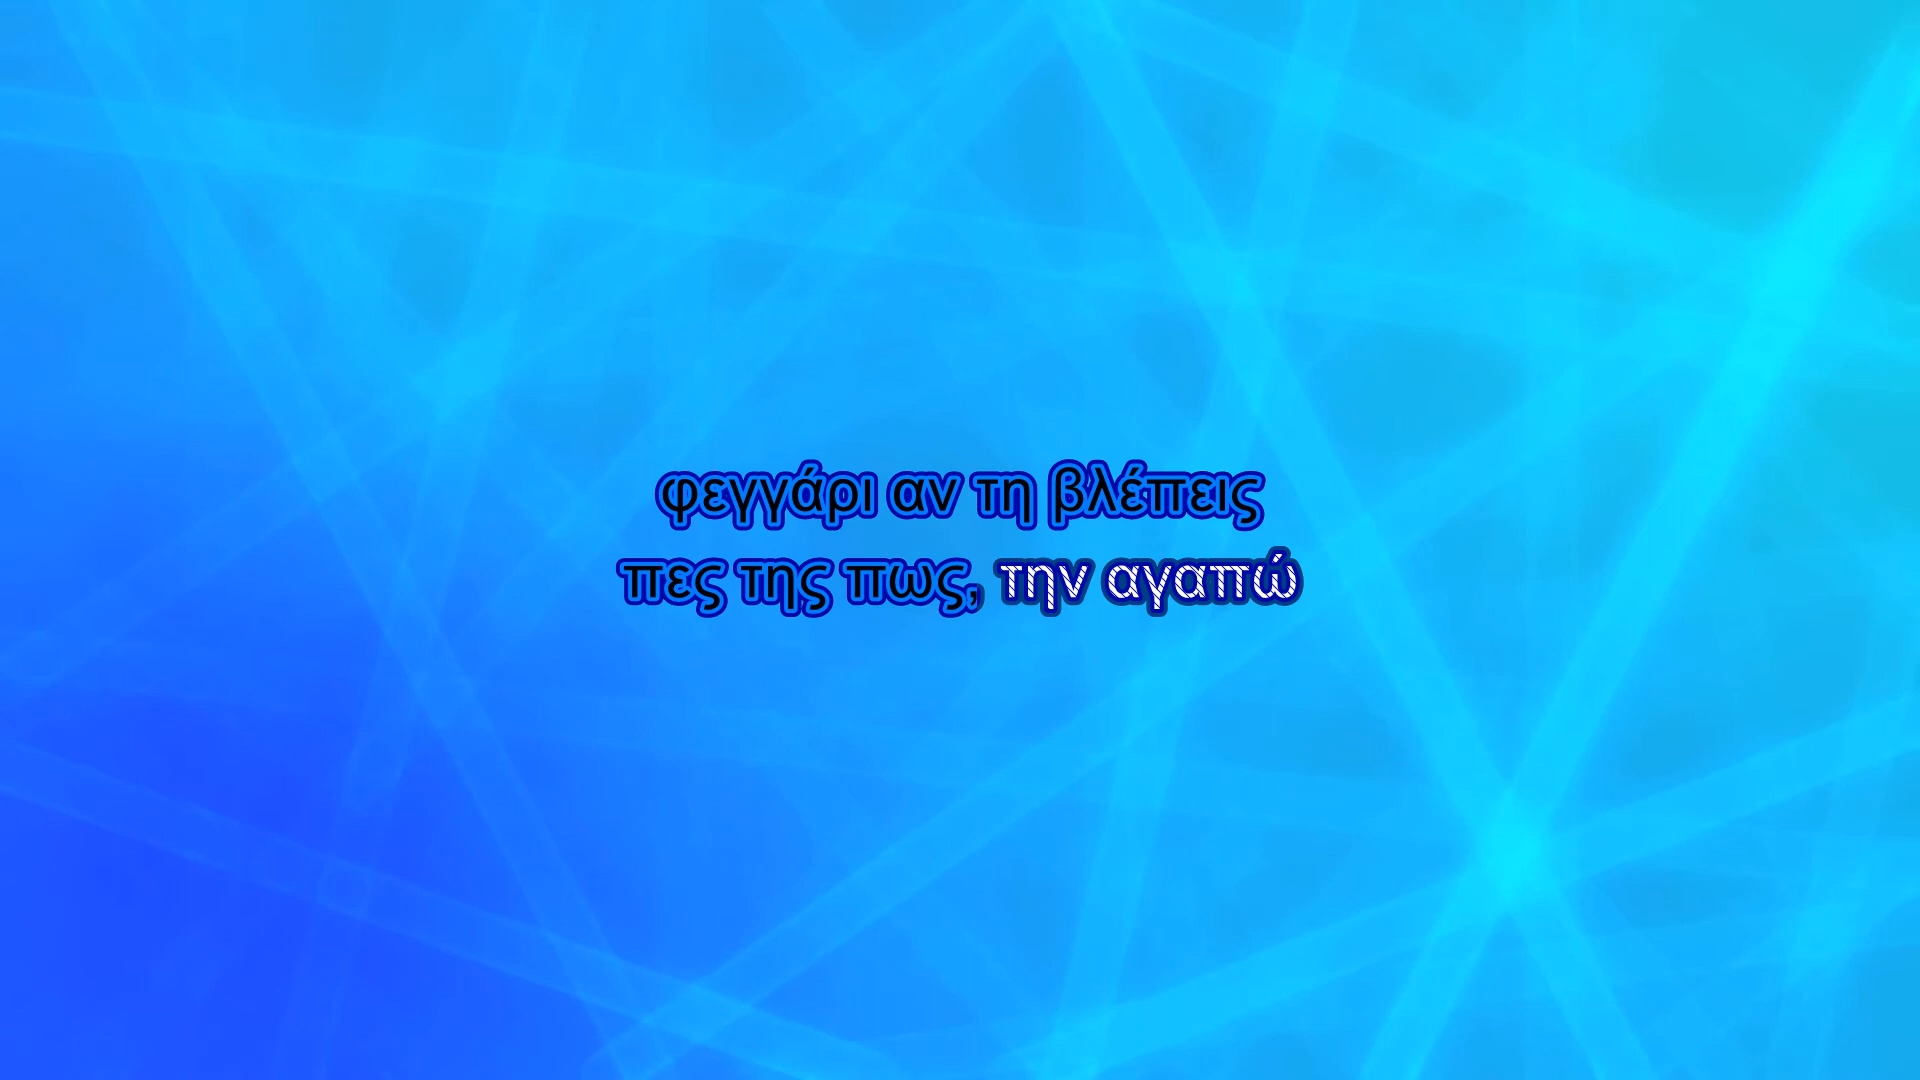 φεγγάρι αν τη βλέπεις
πες της πως, την αγαπώ